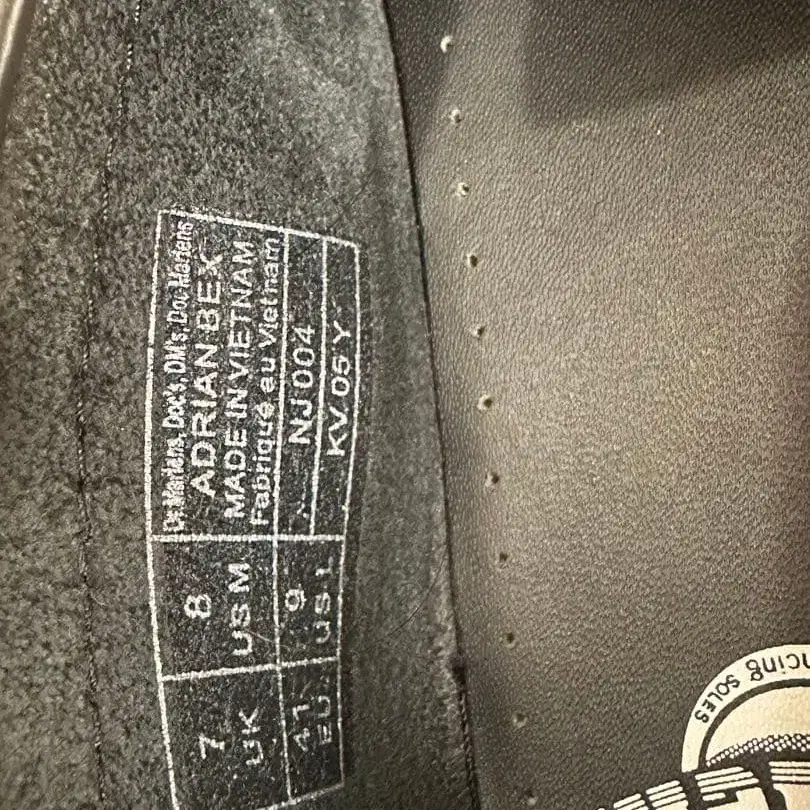 Dr. Martens, Doc's, DM's, Doc Martens
ADRIAN BEX
MADE IN VIETNAM
Fabriqué au Vietnam
NJ 004
KV 05 Y
8
US M
9
US L
7
UK
41
EU
SOLES